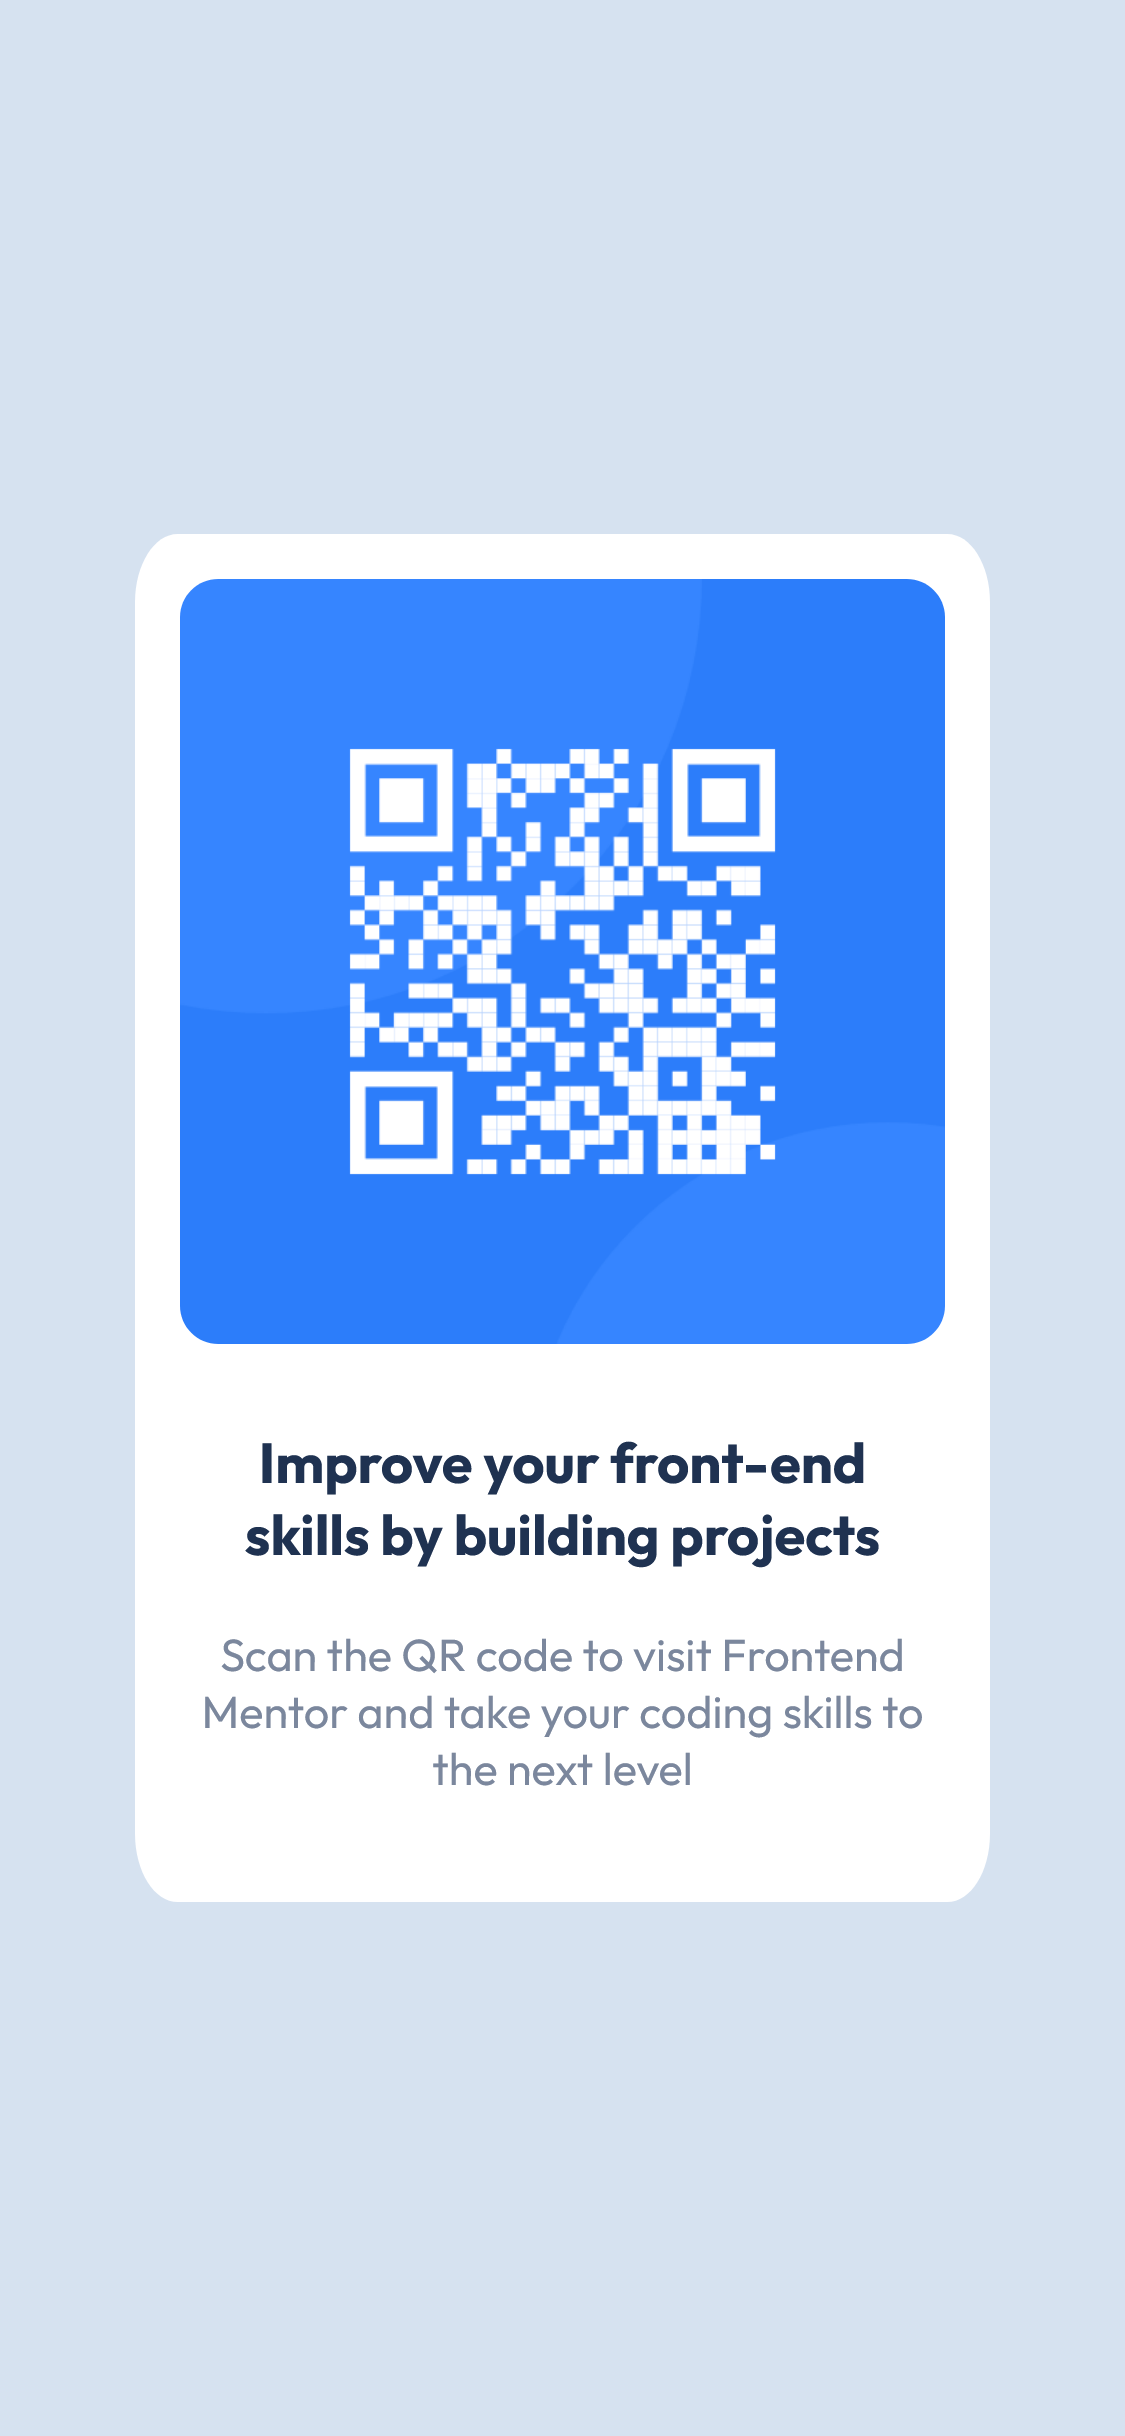 Improve your front-end
skills by building projects
Scan the QR code to visit Frontend
Mentor and take your coding skills to
the next level